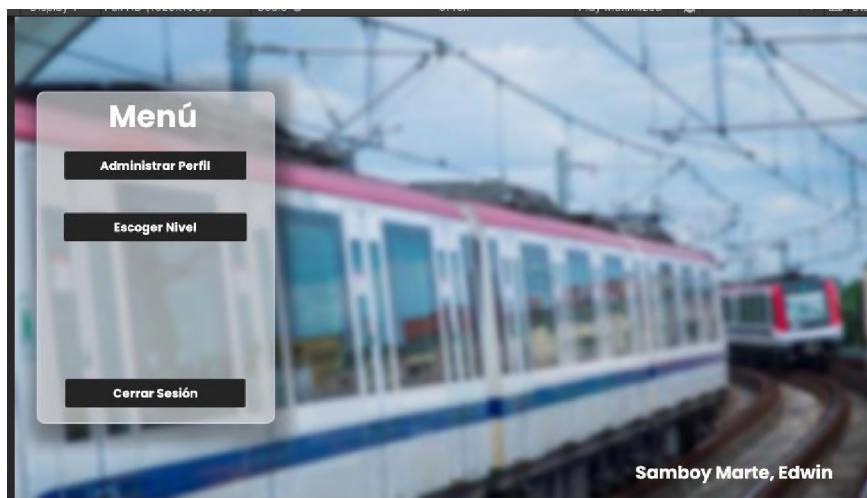 Menú
Administrar Perfil
Escoger Nivel
Cerrar Sesión
Samboy Marte, Edwin